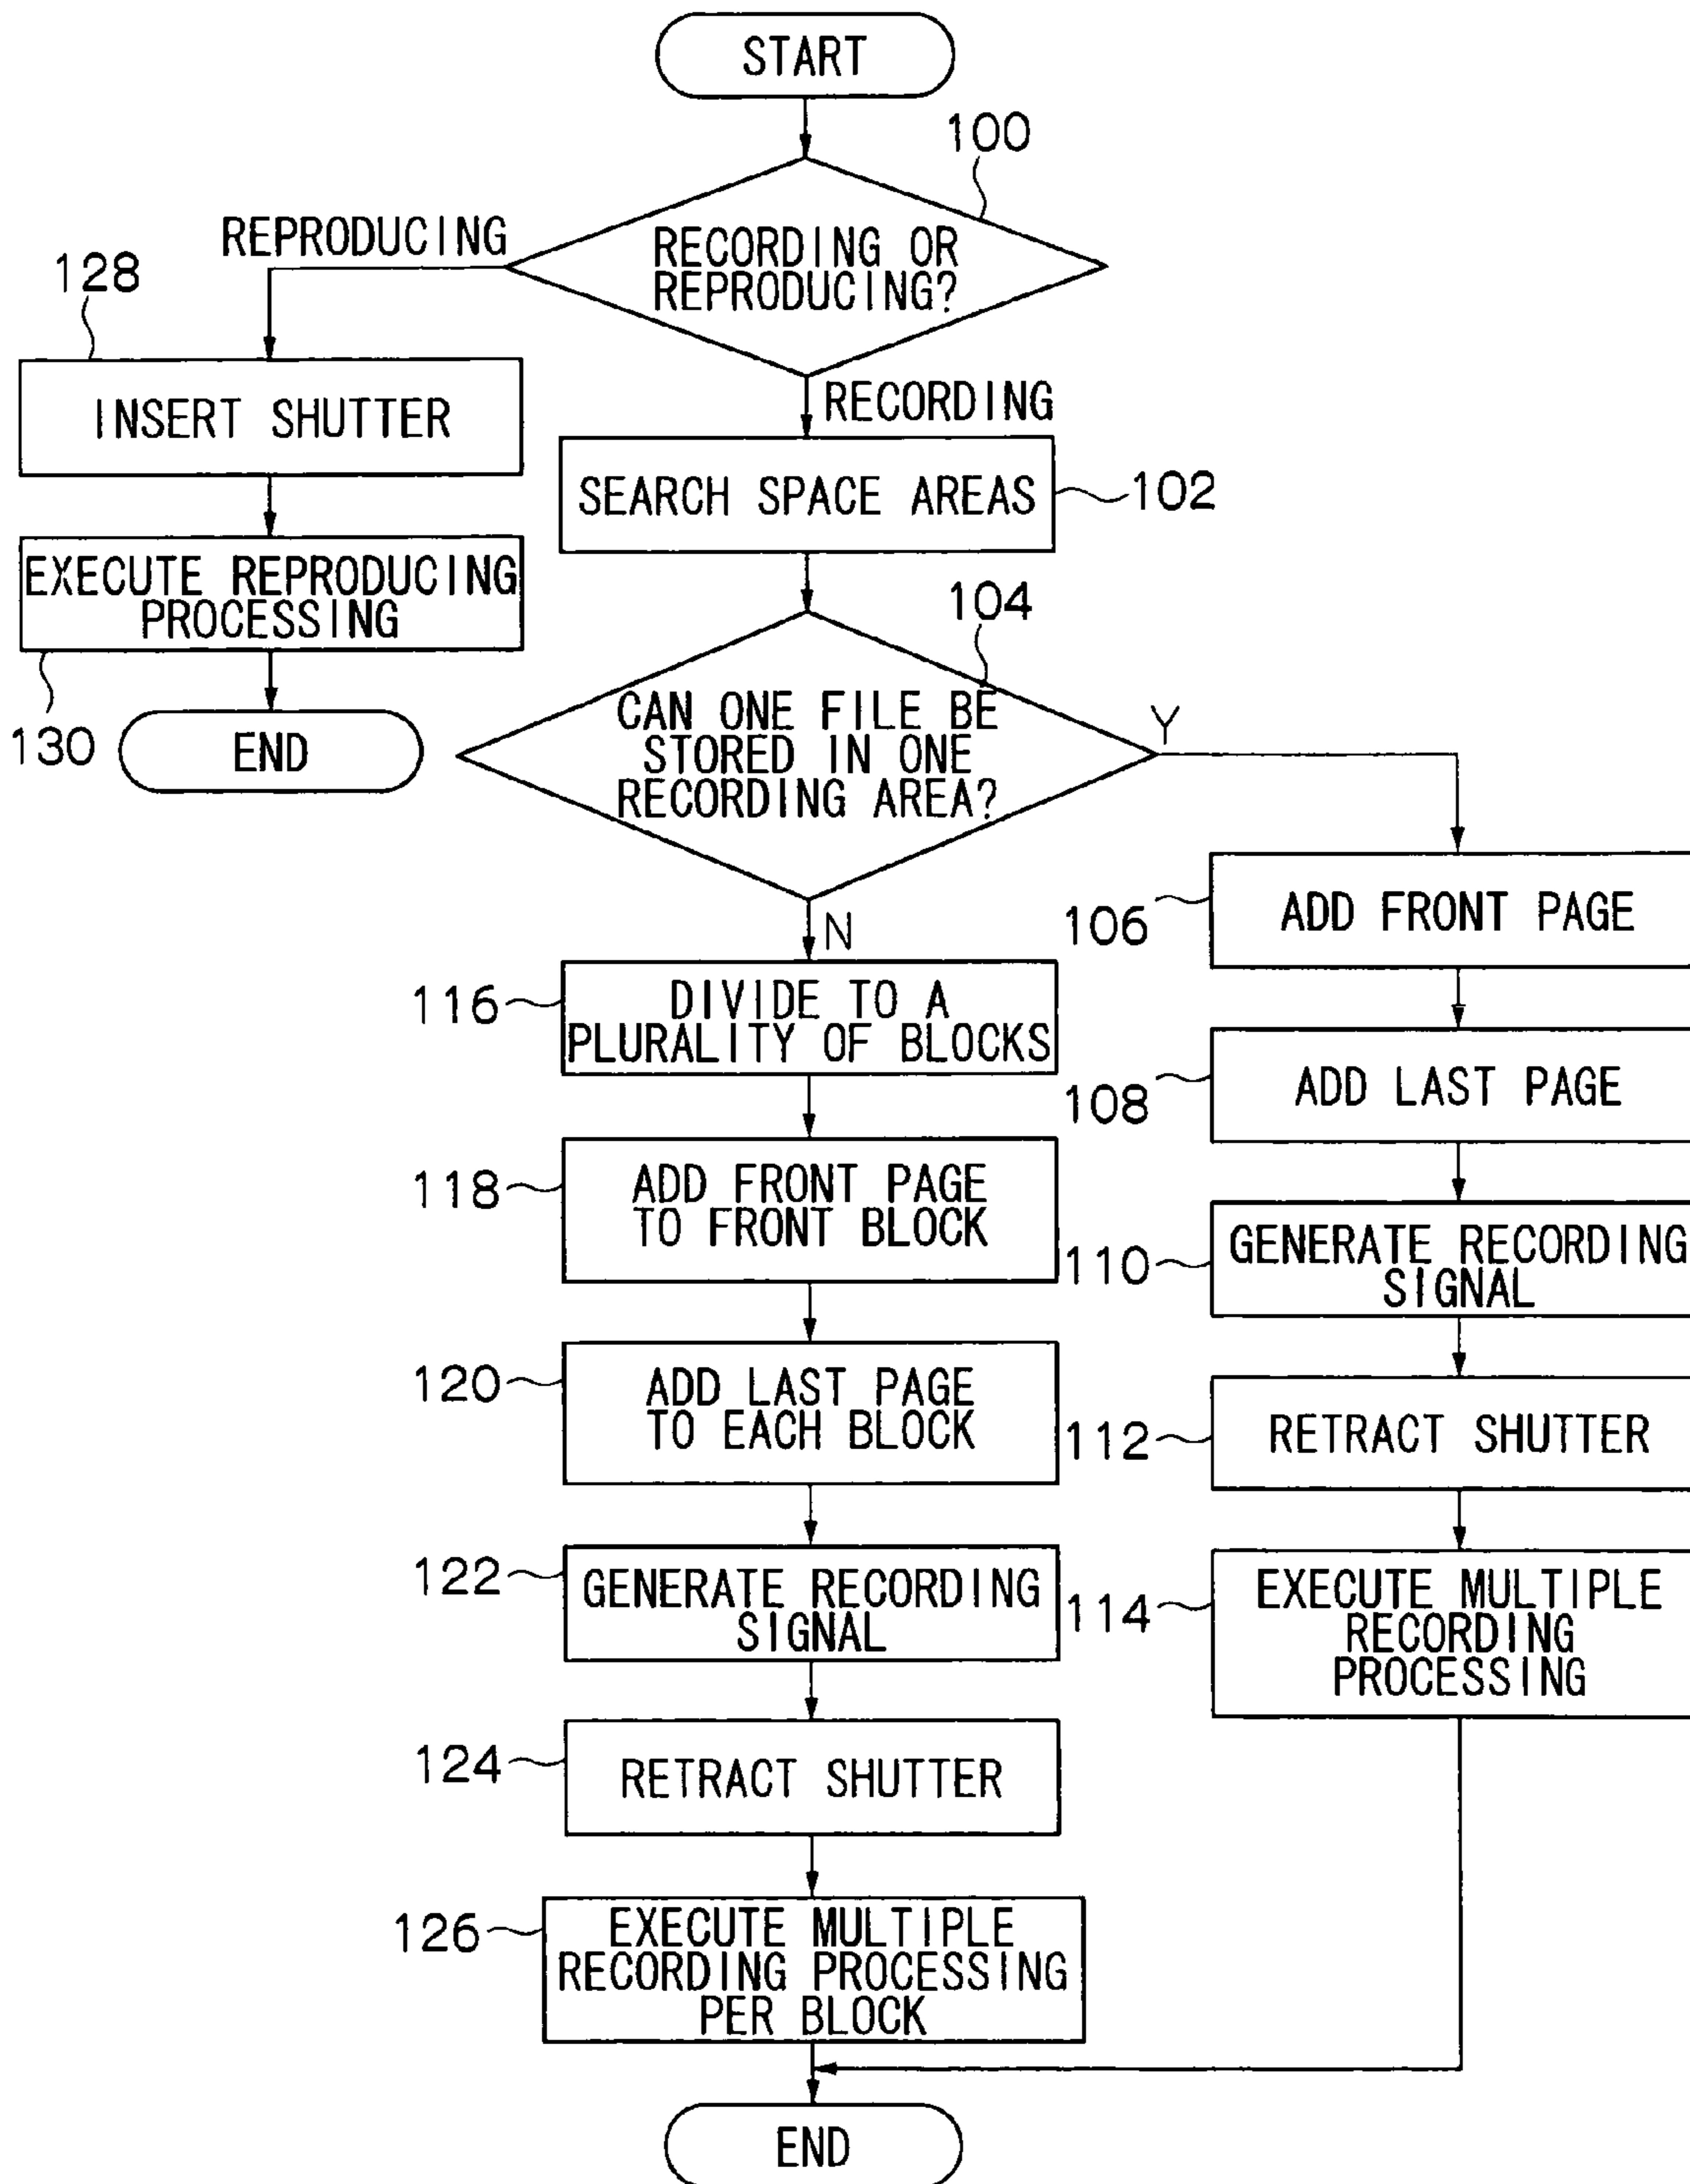 START
100
RECORDING OR
REPRODUCING?
REPRODUCING
RECORDING
128
INSERT SHUTTER
EXECUTE REPRODUCING
PROCESSING
130
END
SEARCH SPACE AREAS
102
104
CAN ONE FILE BE
STORED IN ONE
RECORDING AREA?
Y
N
106
ADD FRONT PAGE
108
ADD LAST PAGE
110
GENERATE RECORDING
SIGNAL
112
RETRACT SHUTTER
114
EXECUTE MULTIPLE
RECORDING
PROCESSING
116
DIVIDE TO A
PLURALITY OF BLOCKS
118
ADD FRONT PAGE
TO FRONT BLOCK
120
ADD LAST PAGE
TO EACH BLOCK
122
GENERATE RECORDING
SIGNAL
124
RETRACT SHUTTER
126
EXECUTE MULTIPLE
RECORDING PROCESSING
PER BLOCK
END